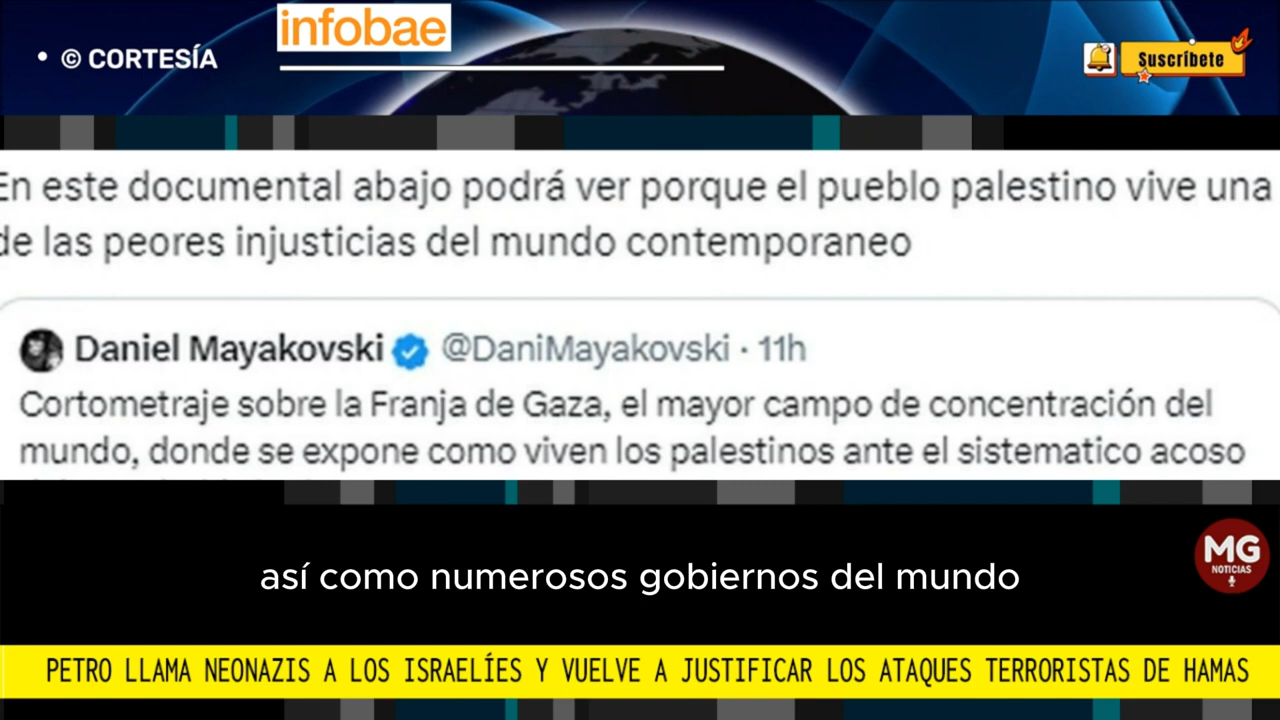 infobae
• © CORTESÍA
Suscríbete
En este documental abajo podrá ver porque el pueblo palestino vive una
de las peores injusticias del mundo contemporaneo
Daniel Mayakovski @DaniMayakovski · 11h
Cortometraje sobre la Franja de Gaza, el mayor campo de concentración del
mundo, donde se expone como viven los palestinos ante el sistematico acoso
así como numerosos gobiernos del mundo
MG
NOTICIAS
PETRO LLAMA NEONAZIS A LOS ISRAELÍES Y VUELVE A JUSTIFICAR LOS ATAQUES TERRORISTAS DE HAMAS